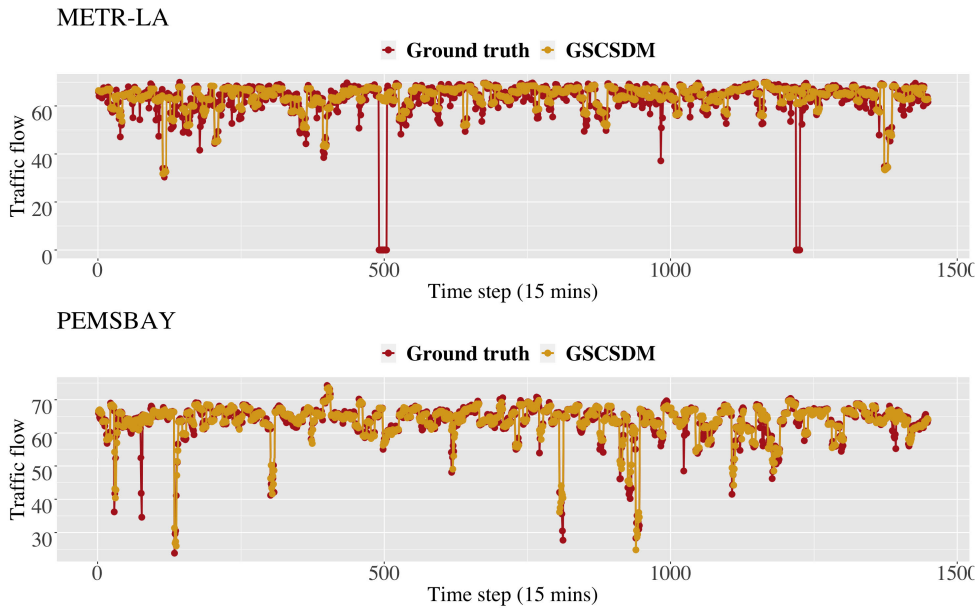 METR-LA
Ground truth GSCSDM
60
40
20
0
Traffic flow
0 500 1000 1500
Time step (15 mins)
PEMSBAY
Ground truth GSCSDM
70
60
50
40
30
Traffic flow
0 500 1000 1500
Time step (15 mins)